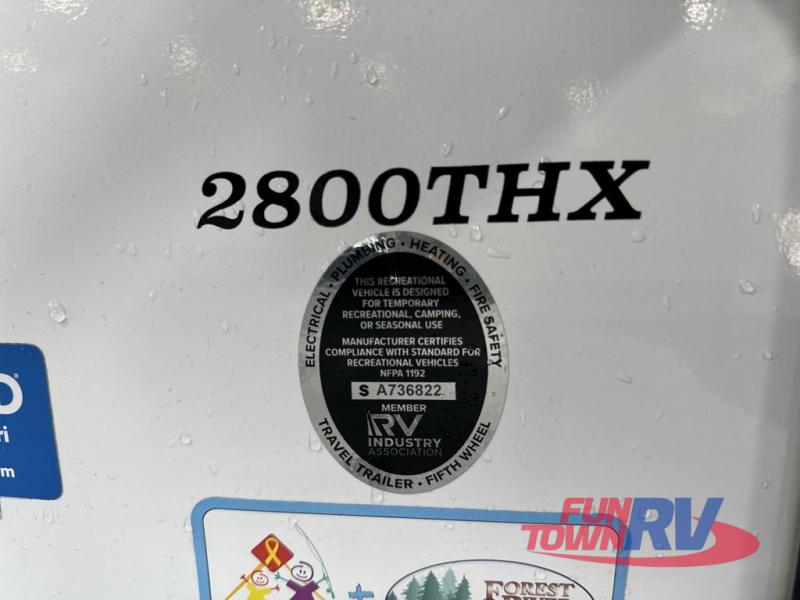 2800THX
ELECTRICAL • PLUMBING • HEATING • FIRE SAFETY
THIS RECREATIONAL
VEHICLE IS DESIGNED
FOR TEMPORARY
RECREATIONAL, CAMPING,
OR SEASONAL USE
MANUFACTURER CERTIFIES
COMPLIANCE WITH STANDARD FOR
RECREATIONAL VEHICLES
NFPA 1192
S A736822
MEMBER
RV
INDUSTRY
ASSOCIATION
TRAVEL TRAILER • FIFTH WHEEL
D®
ri
m
+
FOREST
FUN
TOWN RV